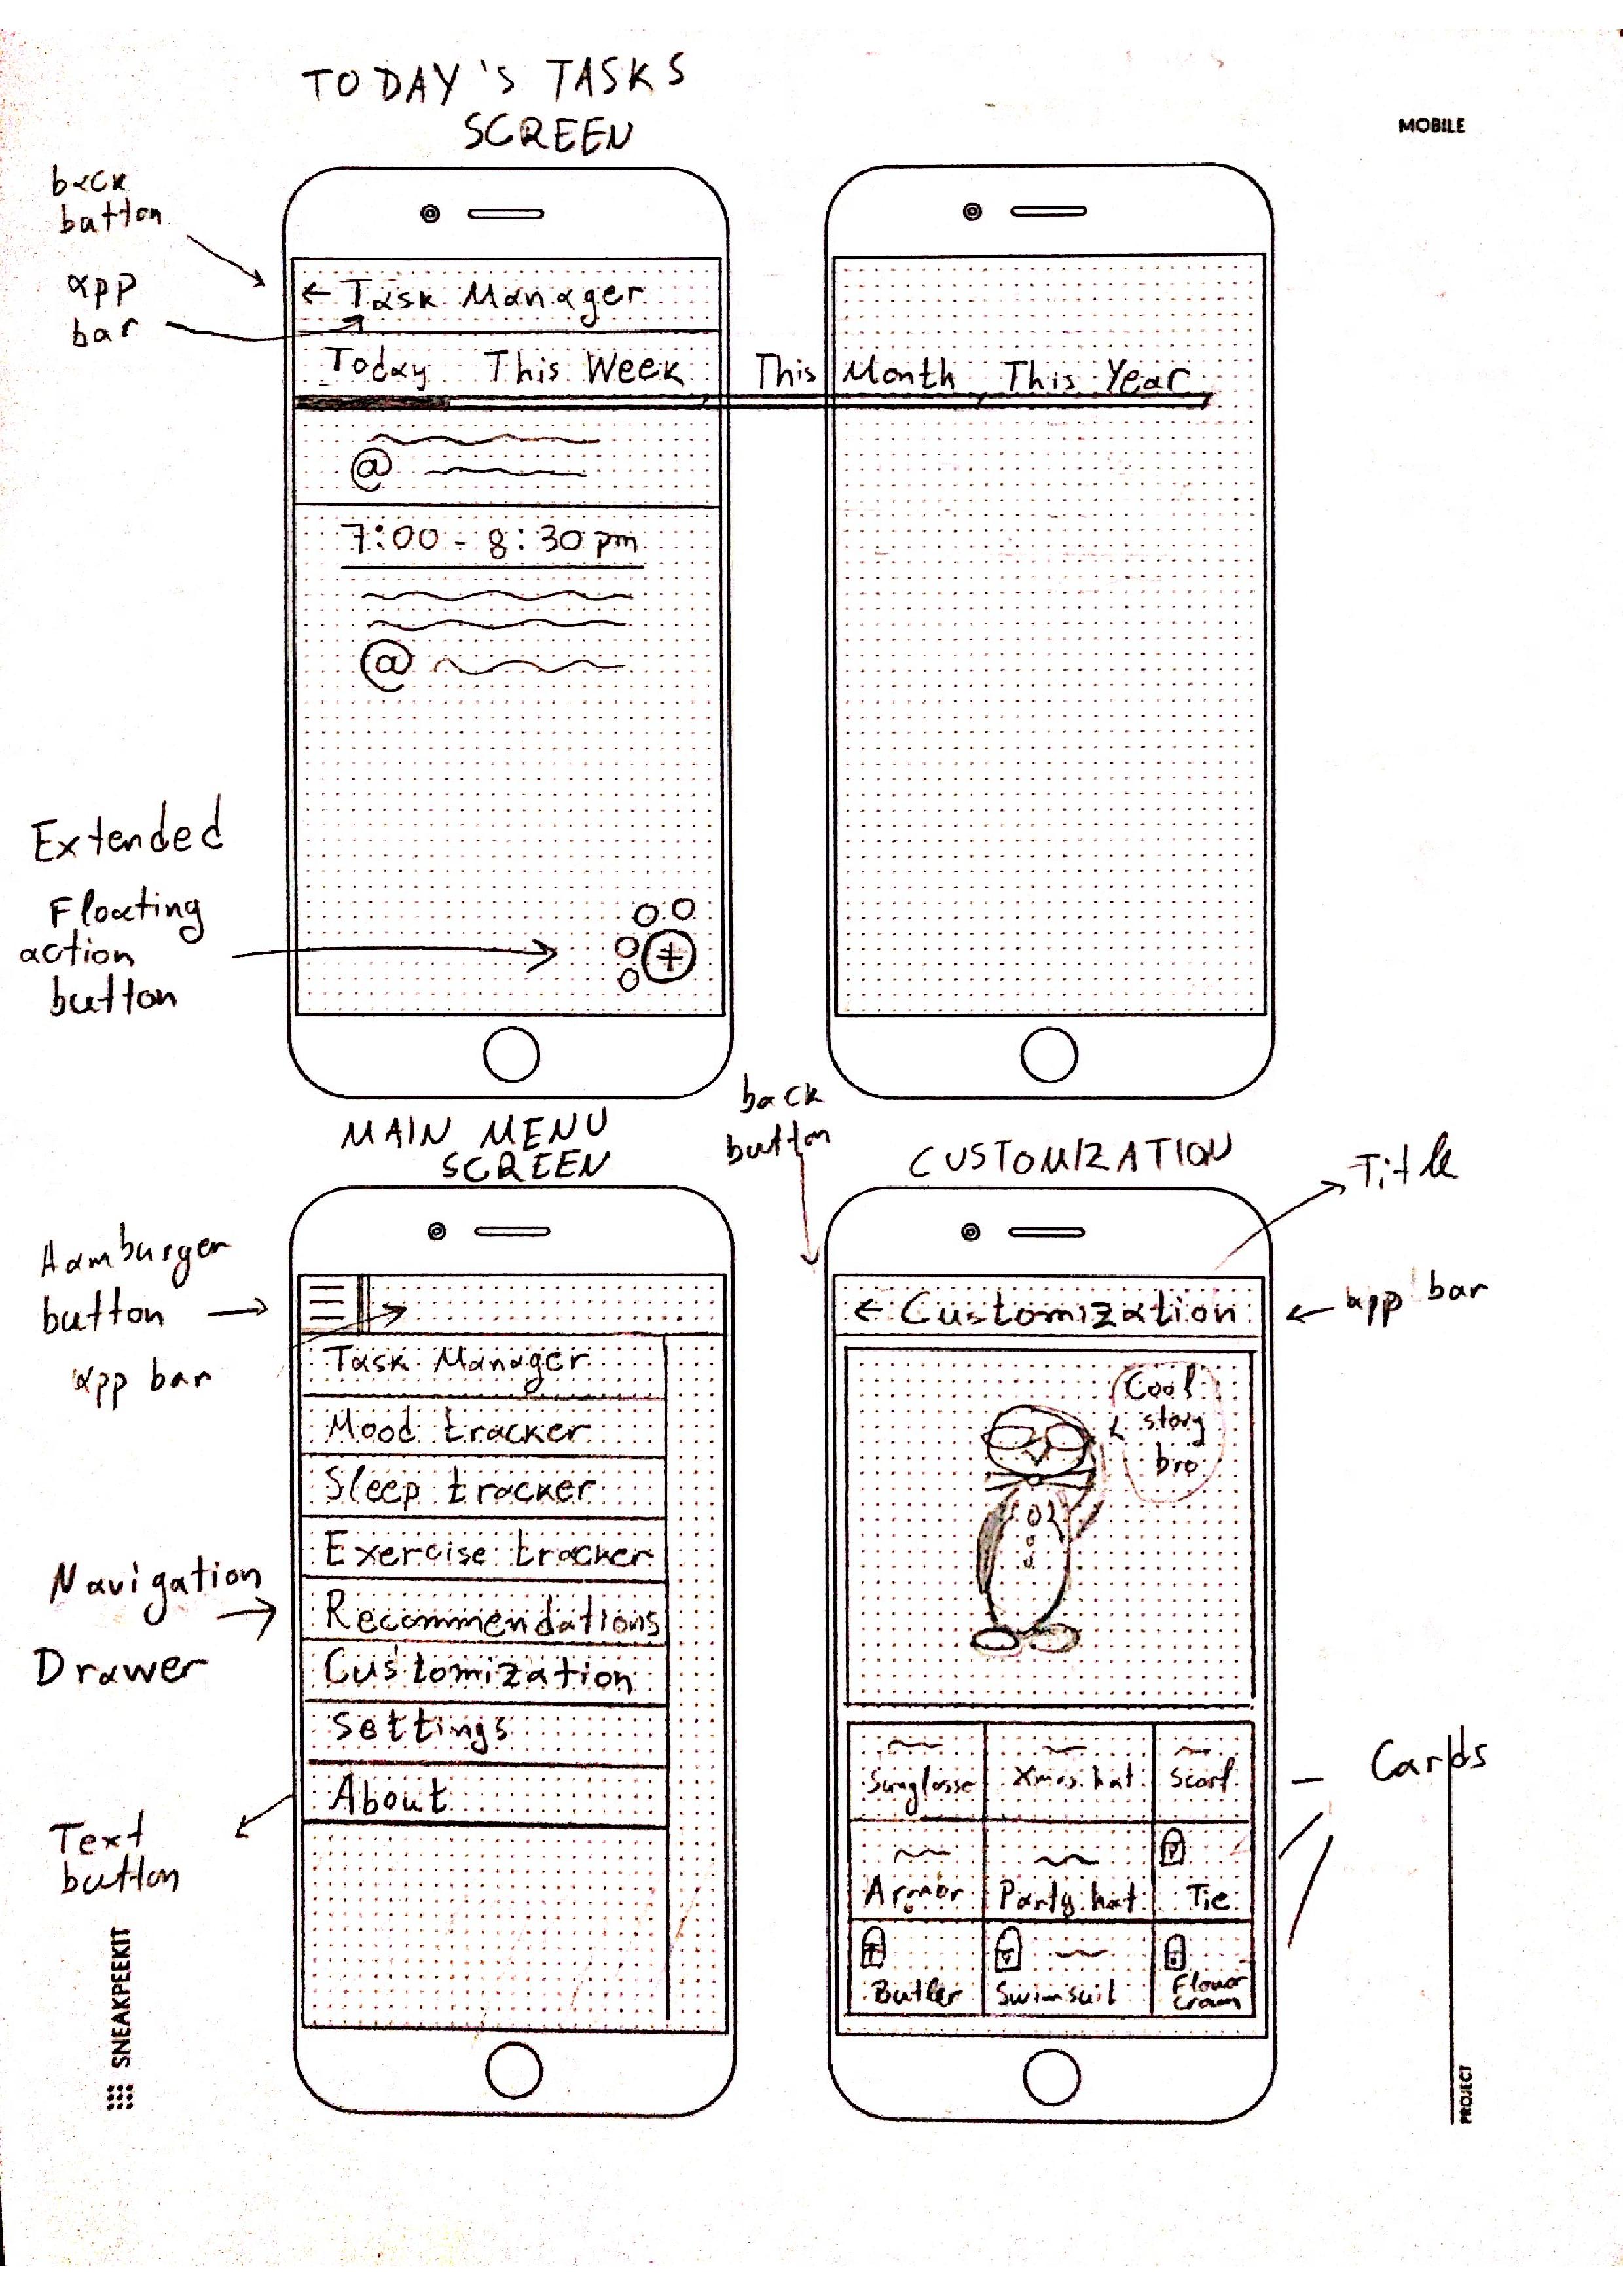 TODAY'S TASKS
SCREEN
MOBILE
back
button
app
bar
← Task Manager
Today This Week This Month This Year
@
7:00 - 8:30 pm
@
Extended
Floating
action
button
+
MAIN MENU
SCREEN
Hamburger
button
app bar
Task Manager
Mood tracker
Sleep tracker
Exercise tracker
Recommendations
Customization
Settings
About
Navigation
Drawer
Text
button
back
button
CUSTOMIZATION
Title
← Customization
app bar
Cool
story
bro
Sunglasse Xmas hat Scarf
Armor Party hat Tie
Butler Swimsuit Flower
crown
Cards
SNEAKPEEKIT
PROJECT